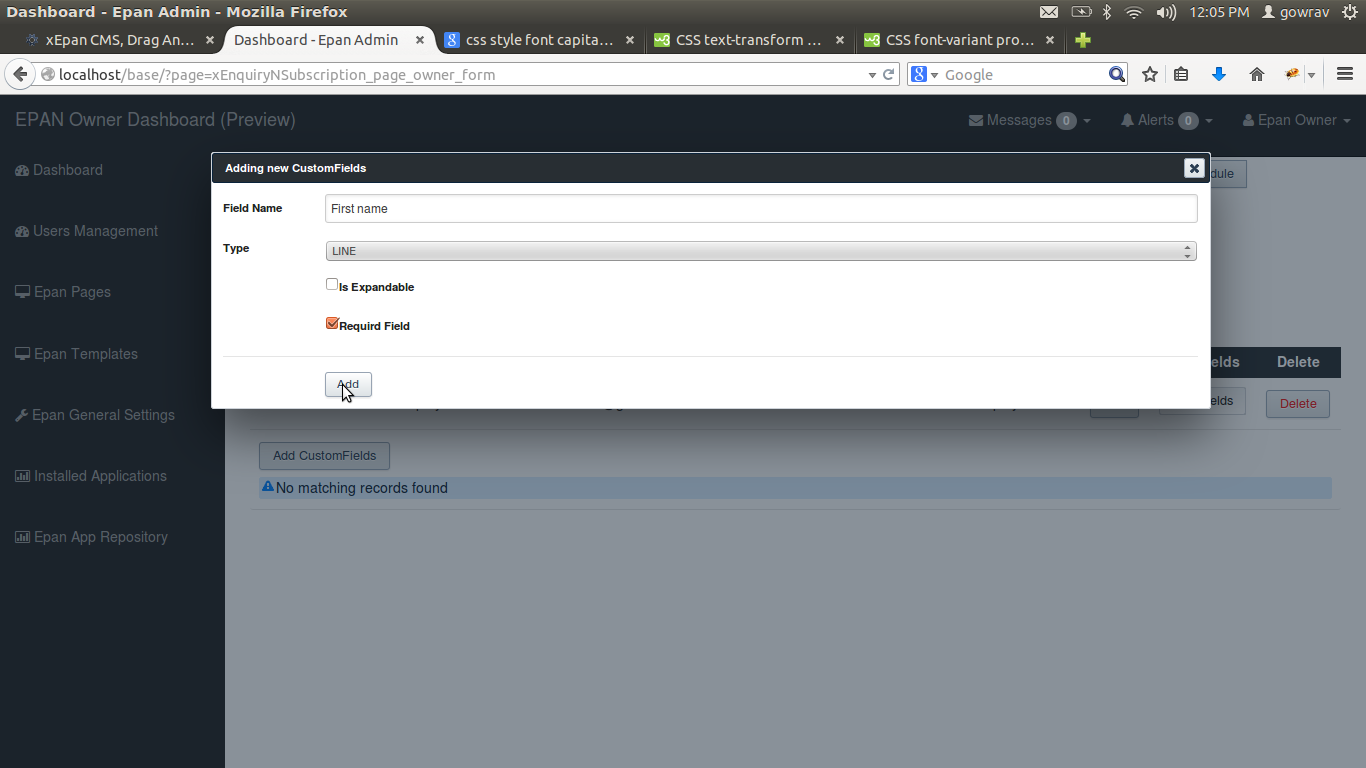 Dashboard - Epan Admin - Mozilla Firefox
12:05 PM gowrav
xEpan CMS, Drag An...
Dashboard - Epan Admin
css style font capita...
CSS text-transform ...
CSS font-variant pro...
localhost/base/?page=xEnquiryNSubscription_page_owner_form
Google
EPAN Owner Dashboard (Preview)
Messages 0
Alerts 0
Epan Owner
Dashboard
Users Management
Epan Pages
Epan Templates
Epan General Settings
Installed Applications
Epan App Repository
Adding new CustomFields
Field Name First name
Type LINE
Is Expandable
Requird Field
Add
Delete
Delete
Add CustomFields
No matching records found